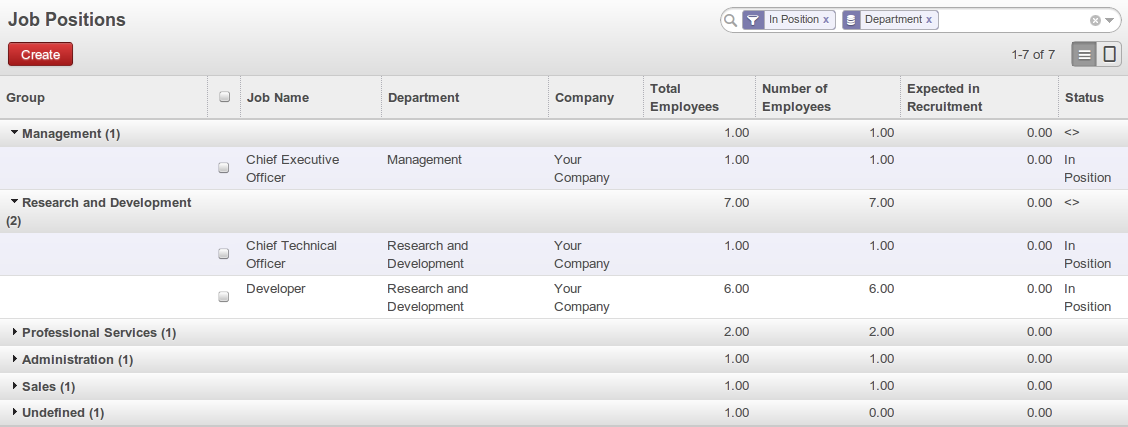 Job Positions
In Position x Department x
Create
1-7 of 7
Group Job Name Department Company Total Employees Number of Employees Expected in Recruitment Status
Management (1) 1.00 1.00 0.00 <>
Chief Executive Management Your 1.00 1.00 0.00 In
Officer Company Position
Research and Development 7.00 7.00 0.00 <>
(2)
Chief Technical Research and Your 1.00 1.00 0.00 In
Officer Development Company Position
Developer Research and Your 6.00 6.00 0.00 In
Development Company Position
Professional Services (1) 2.00 2.00 0.00
Administration (1) 1.00 1.00 0.00
Sales (1) 1.00 1.00 0.00
Undefined (1) 1.00 0.00 0.00